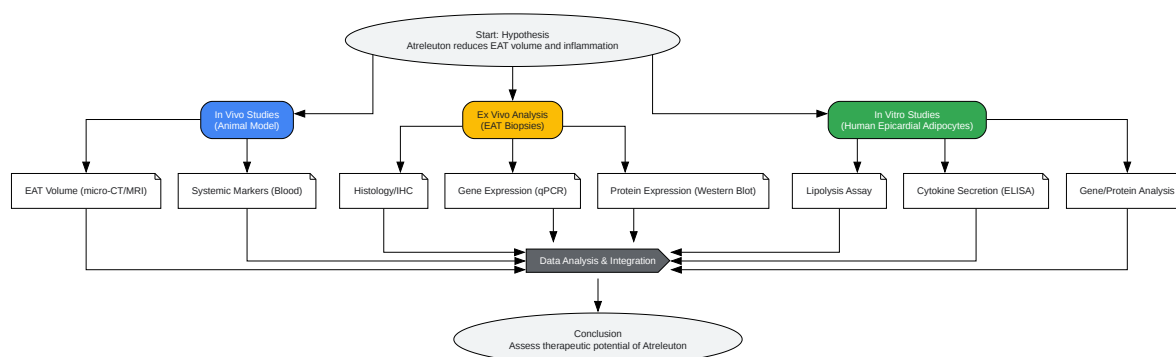 Start: Hypothesis
Atreleuton reduces EAT volume and inflammation
In Vivo Studies
(Animal Model)
Ex Vivo Analysis
(EAT Biopsies)
In Vitro Studies
(Human Epicardial Adipocytes)
EAT Volume (micro-CT/MRI)
Systemic Markers (Blood)
Histology/IHC
Gene Expression (qPCR)
Protein Expression (Western Blot)
Lipolysis Assay
Cytokine Secretion (ELISA)
Gene/Protein Analysis
Data Analysis & Integration
Conclusion
Assess therapeutic potential of Atreleuton